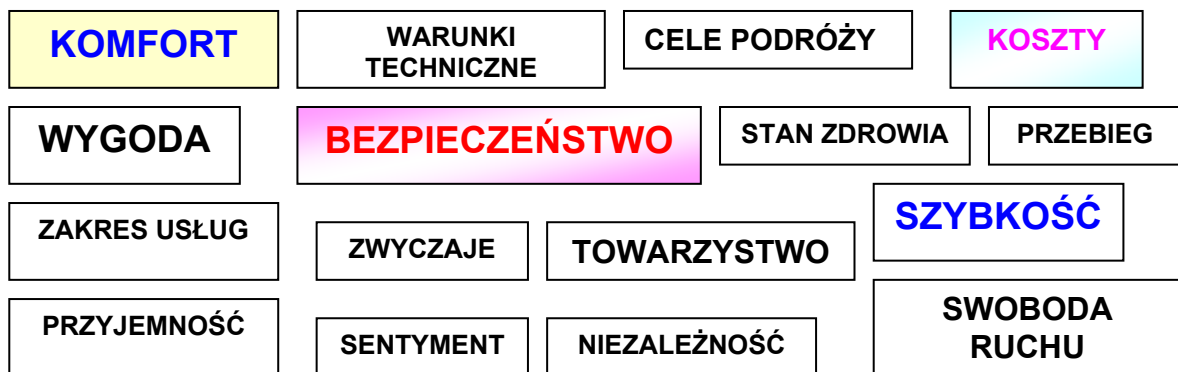 KOMFORT
WARUNKI
TECHNICZNE
CELE PODRÓŻY
KOSZTY
WYGODA
BEZPIECZEŃSTWO
STAN ZDROWIA
PRZEBIEG
ZAKRES USŁUG
ZWYCZAJE
TOWARZYSTWO
SZYBKOŚĆ
PRZYJEMNOŚĆ
SENTYMENT
NIEZALEŻNOŚĆ
SWOBODA
RUCHU